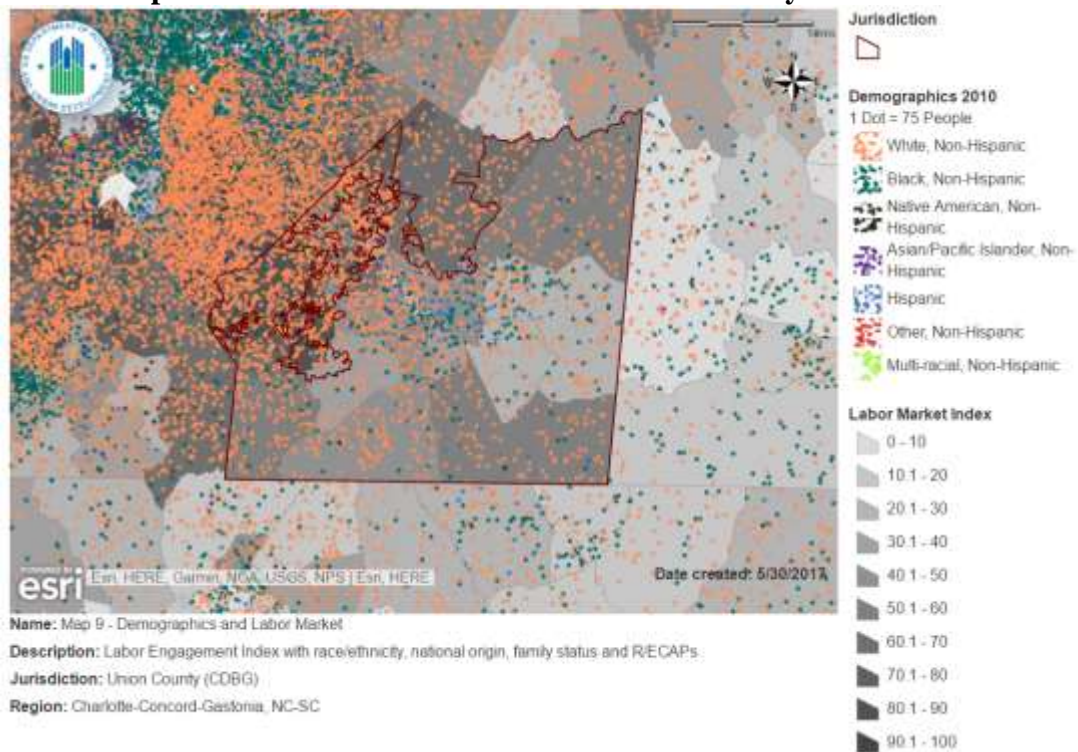 Jurisdiction
Demographics 2010
1 Dot = 75 People
White, Non-Hispanic
Black, Non-Hispanic
Native American, Non-
Hispanic
Asian/Pacific Islander, Non-
Hispanic
Hispanic
Other, Non-Hispanic
Multi-racial, Non-Hispanic
Labor Market Index
0 - 10
10.1 - 20
20.1 - 30
30.1 - 40
40.1 - 50
50.1 - 60
60.1 - 70
70.1 - 80
80.1 - 90
90.1 - 100
N
POWERED BY
esri
Esri, HERE, Garmin, NGA, USGS, NPS | Esri, HERE
Date created: 5/30/2017
Name: Map 9 - Demographics and Labor Market
Description: Labor Engagement Index with race/ethnicity, national origin, family status and R/ECAPs
Jurisdiction: Union County (CDBG)
Region: Charlotte-Concord-Gastonia, NC-SC